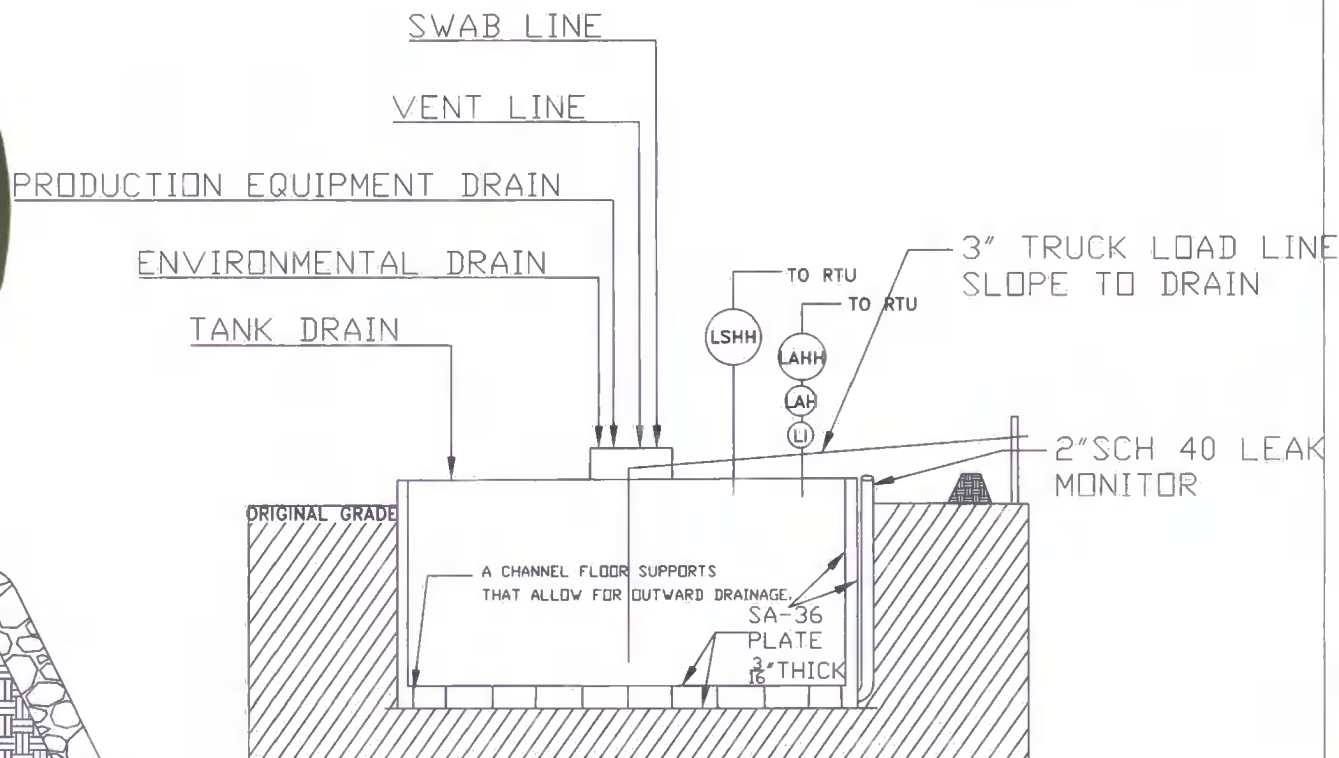 SWAB LINE
VENT LINE
PRODUCTION EQUIPMENT DRAIN
ENVIRONMENTAL DRAIN
TANK DRAIN
TO RTU
TO RTU
3" TRUCK LOAD LINE
SLOPE TO DRAIN
LSHH
LAHH
LAH
LI
2"SCH 40 LEAK
MONITOR
ORIGINAL GRADE
A CHANNEL FLOOR SUPPORTS
THAT ALLOW FOR OUTWARD DRAINAGE.
SA-36
PLATE
3/16" THICK